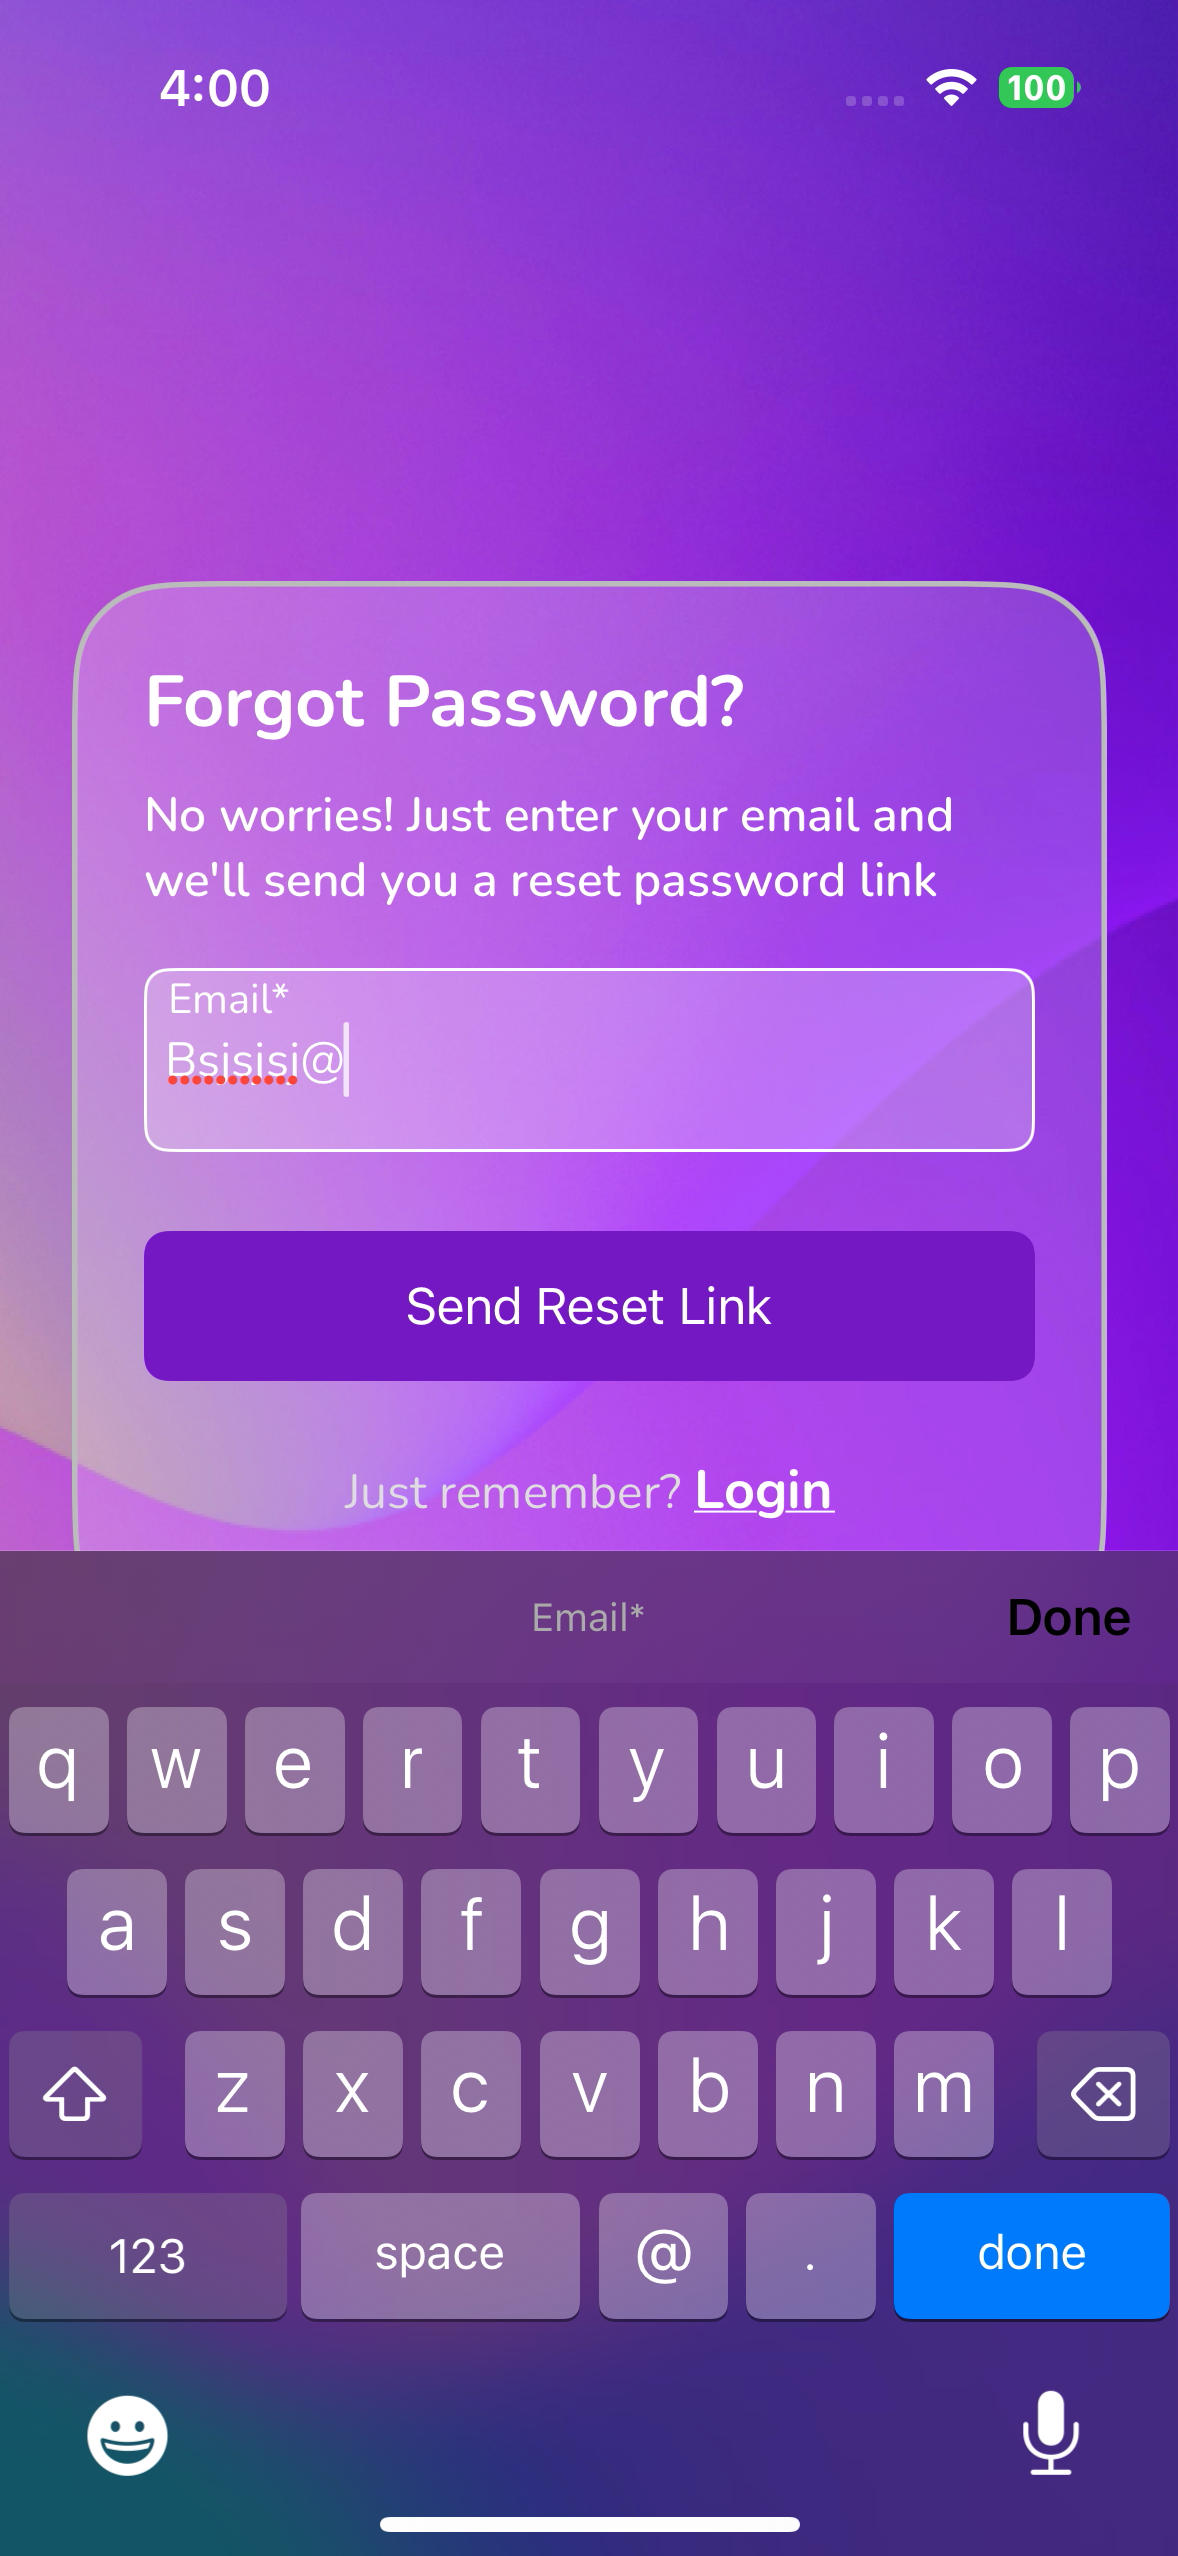 4:00
100
Forgot Password?
No worries! Just enter your email and
we'll send you a reset password link
Email*
Bsisisi@
Send Reset Link
Just remember? Login
Email*
Done
q w e r t y u i o p
a s d f g h j k l
z x c v b n m
123 space @ . done